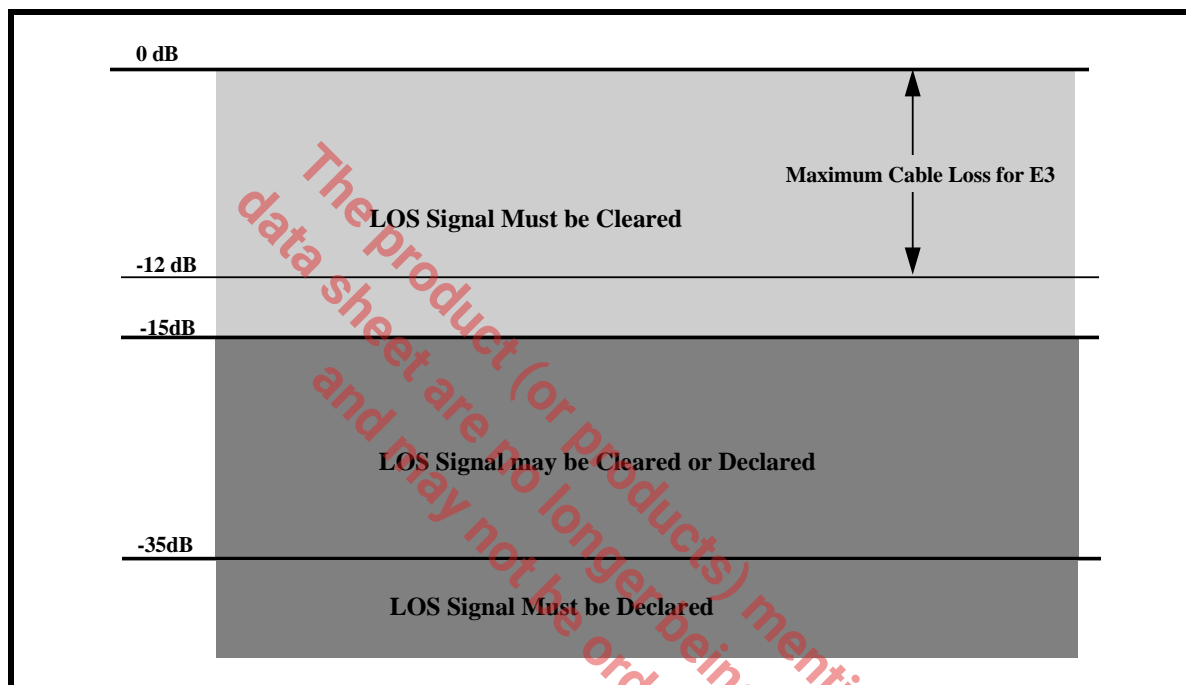 0 dB
Maximum Cable Loss for E3
LOS Signal Must be Cleared
-12 dB
-15dB
LOS Signal may be Cleared or Declared
-35dB
LOS Signal Must be Declared
The product (or products) menti
data sheet are no longer being
and may not be ord